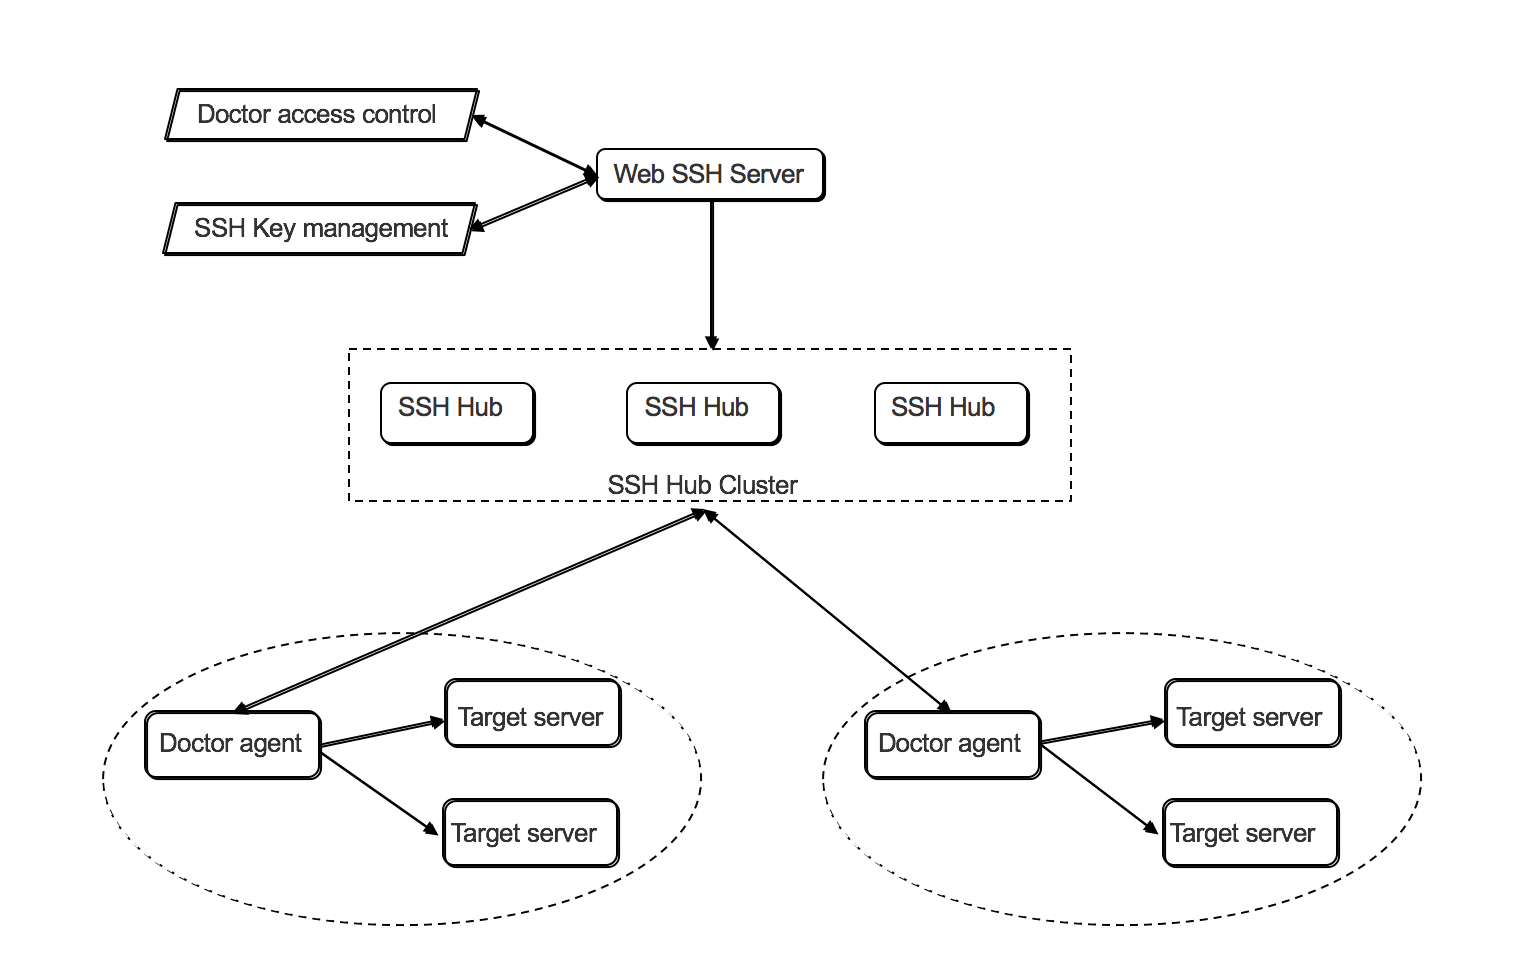 Doctor access control
Web SSH Server
SSH Key management
SSH Hub
SSH Hub
SSH Hub
SSH Hub Cluster
Doctor agent
Target server
Target server
Doctor agent
Target server
Target server